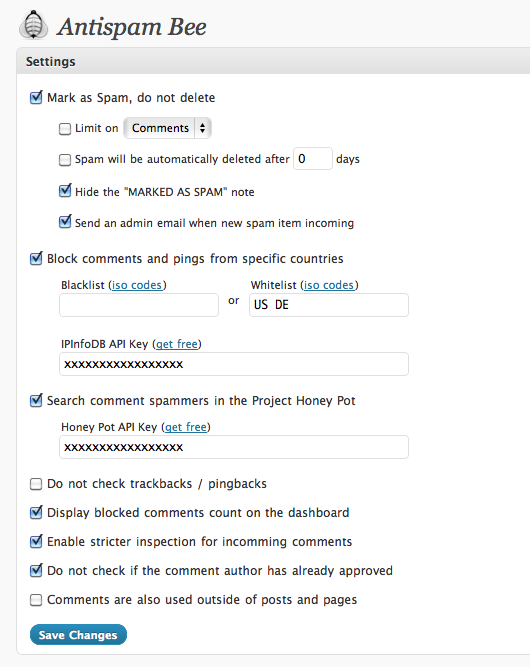 Antispam Bee
Settings
Mark as Spam, do not delete
Limit on Comments
Spam will be automatically deleted after 0 days
Hide the "MARKED AS SPAM" note
Send an admin email when new spam item incoming
Block comments and pings from specific countries
Blacklist (iso codes) Whitelist (iso codes)
or US DE
IPInfoDB API Key (get free)
xxxxxxxxxxxxxxxxx
Search comment spammers in the Project Honey Pot
Honey Pot API Key (get free)
xxxxxxxxxxxxxxxxx
Do not check trackbacks / pingbacks
Display blocked comments count on the dashboard
Enable stricter inspection for incomming comments
Do not check if the comment author has already approved
Comments are also used outside of posts and pages
Save Changes